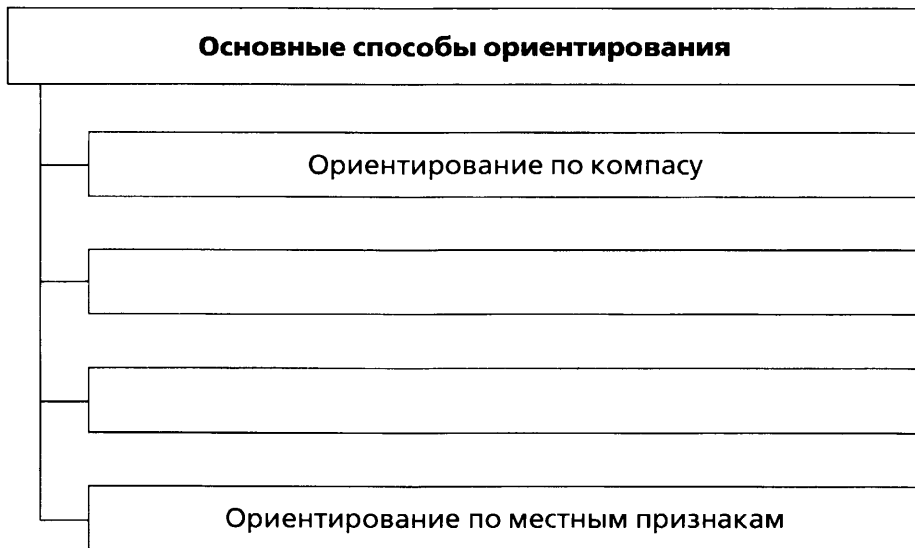 Основные способы ориентирования
Ориентирование по компасу
Ориентирование по местным признакам